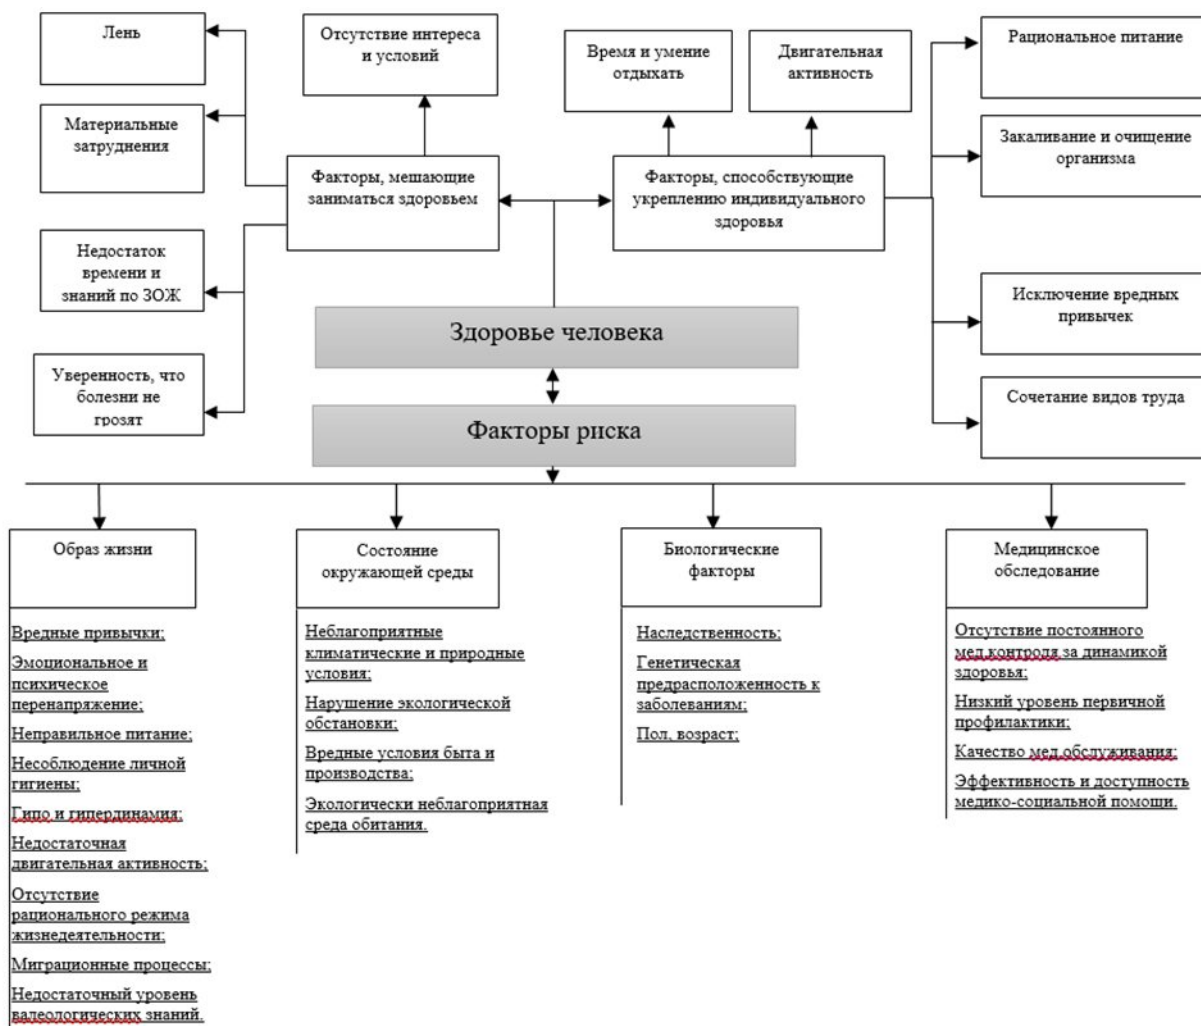 Лень
Отсутствие интереса
и условий
Время и умение
отдыхать
Двигательная
активность
Рациональное питание
Материальные
затруднения
Закаливание и очищение
организма
Факторы, мешающие
заниматься здоровьем
Факторы, способствующие
укреплению индивидуального
здоровья
Недостаток
времени и
знаний по ЗОЖ
Исключение вредных
привычек
Здоровье человека
Уверенность, что
болезни не
грозят
Сочетание видов труда
Факторы риска
Образ жизни
Вредные привычки;
Эмоциональное и
психическое
перенапряжение;
Неправильное питание;
Несоблюдение личной
гигиены;
Гипо и гипердинамия;
Недостаточная
двигательная активность;
Отсутствие
рационального режима
жизнедеятельности;
Миграционные процессы;
Недостаточный уровень
валеологических знаний.
Состояние
окружающей среды
Неблагоприятные
климатические и природные
условия;
Нарушение экологической
обстановки;
Вредные условия быта и
производства;
Экологически неблагоприятная
среда обитания.
Биологические
факторы
Наследственность;
Генетическая
предрасположенность к
заболеваниям;
Пол, возраст;
Медицинское
обследование
Отсутствие постоянного
мед.контроля за динамикой
здоровья;
Низкий уровень первичной
профилактики;
Качество мед.обслуживания;
Эффективность и доступность
медико-социальной помощи.